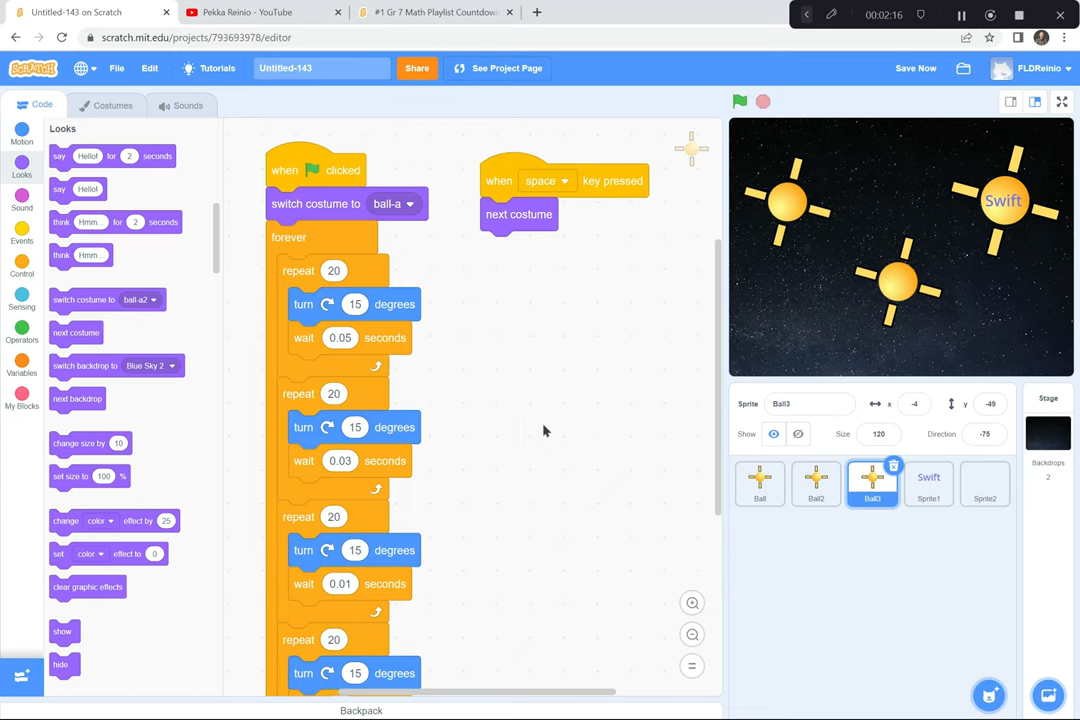 Untitled-143 on Scratch
Pekka Reinio - YouTube
#1 Gr 7 Math Playlist Countdown
00:02:16
scratch.mit.edu/projects/793693978/editor
SCRATCH
File
Edit
Tutorials
Untitled-143
Share
See Project Page
Save Now
FLDReinio
Code
Costumes
Sounds
Motion
Looks
Sound
Events
Control
Sensing
Operators
Variables
My Blocks
Looks
say Hello! for 2 seconds
say Hello!
think Hmm... for 2 seconds
think Hmm...
switch costume to ball-a2
next costume
switch backdrop to Blue Sky 2
next backdrop
change size by 10
set size to 100 %
change color effect by 25
set color effect to 0
clear graphic effects
show
hide
when clicked
switch costume to ball-a
forever
repeat 20
turn 15 degrees
wait 0.05 seconds
repeat 20
turn 15 degrees
wait 0.03 seconds
repeat 20
turn 15 degrees
wait 0.01 seconds
repeat 20
turn 15 degrees
when space key pressed
next costume
Swift
Sprite Ball3 x -4 y -49
Show Size 120 Direction -75
Ball
Ball2
Ball3
Swift
Sprite1
Sprite2
Stage
Backdrops
2
Backpack